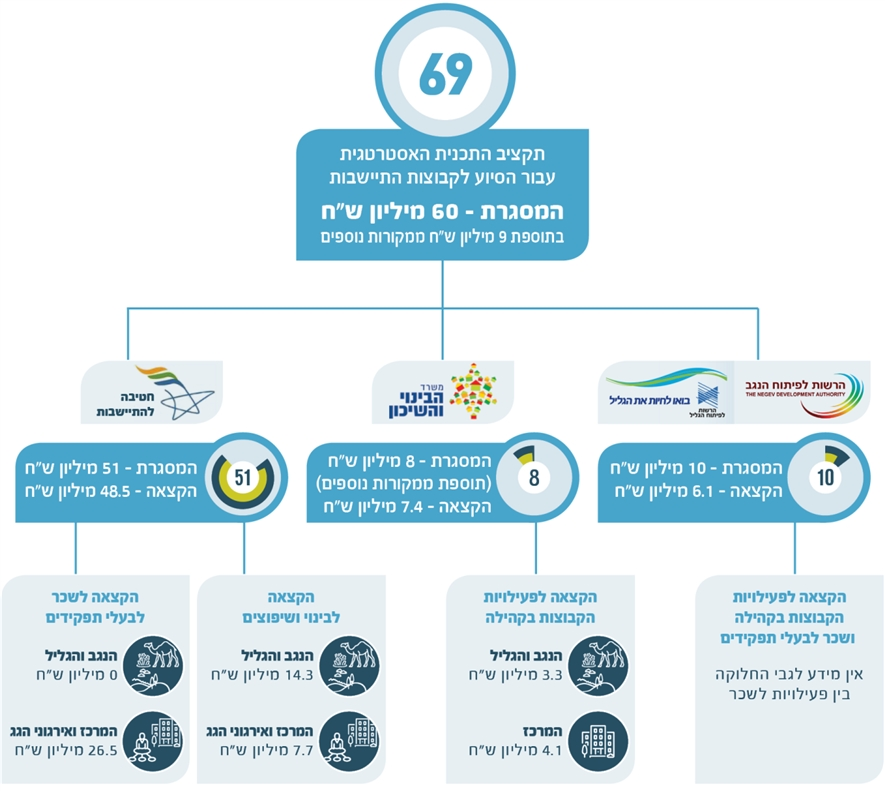 69
תקציב התכנית האסטרטגית
עבור הסיוע לקבוצות התיישבות
המסגרת - 60 מיליון ש"ח
בתוספת 9 מיליון ש"ח ממקורות נוספים
הרשות לפיתוח הנגב
THE NEGEV DEVELOPMENT AUTHORITY
בואו לחיות את הגליל
הרשות
לפיתוח הגליל
משרד
הבינוי
והשיכון
חטיבה
להתיישבות
10
המסגרת - 10 מיליון ש"ח
הקצאה - 6.1 מיליון ש"ח
8
המסגרת - 8 מיליון ש"ח
(תוספת ממקורות נוספים)
הקצאה - 7.4 מיליון ש"ח
51
המסגרת - 51 מיליון ש"ח
הקצאה - 48.5 מיליון ש"ח
הקצאה לפעילויות
הקבוצות בקהילה
ושכר לבעלי תפקידים
אין מידע לגבי החלוקה
בין פעילויות לשכר
הקצאה לפעילויות
הקבוצות בקהילה
הנגב והגליל
3.3 מיליון ש"ח
המרכז
4.1 מיליון ש"ח
הקצאה
לבינוי ושיפוצים
הנגב והגליל
14.3 מיליון ש"ח
המרכז ואירגוני הגג
7.7 מיליון ש"ח
הקצאה לשכר
לבעלי תפקידים
הנגב והגליל
0 מיליון ש"ח
המרכז ואירגוני הגג
26.5 מיליון ש"ח